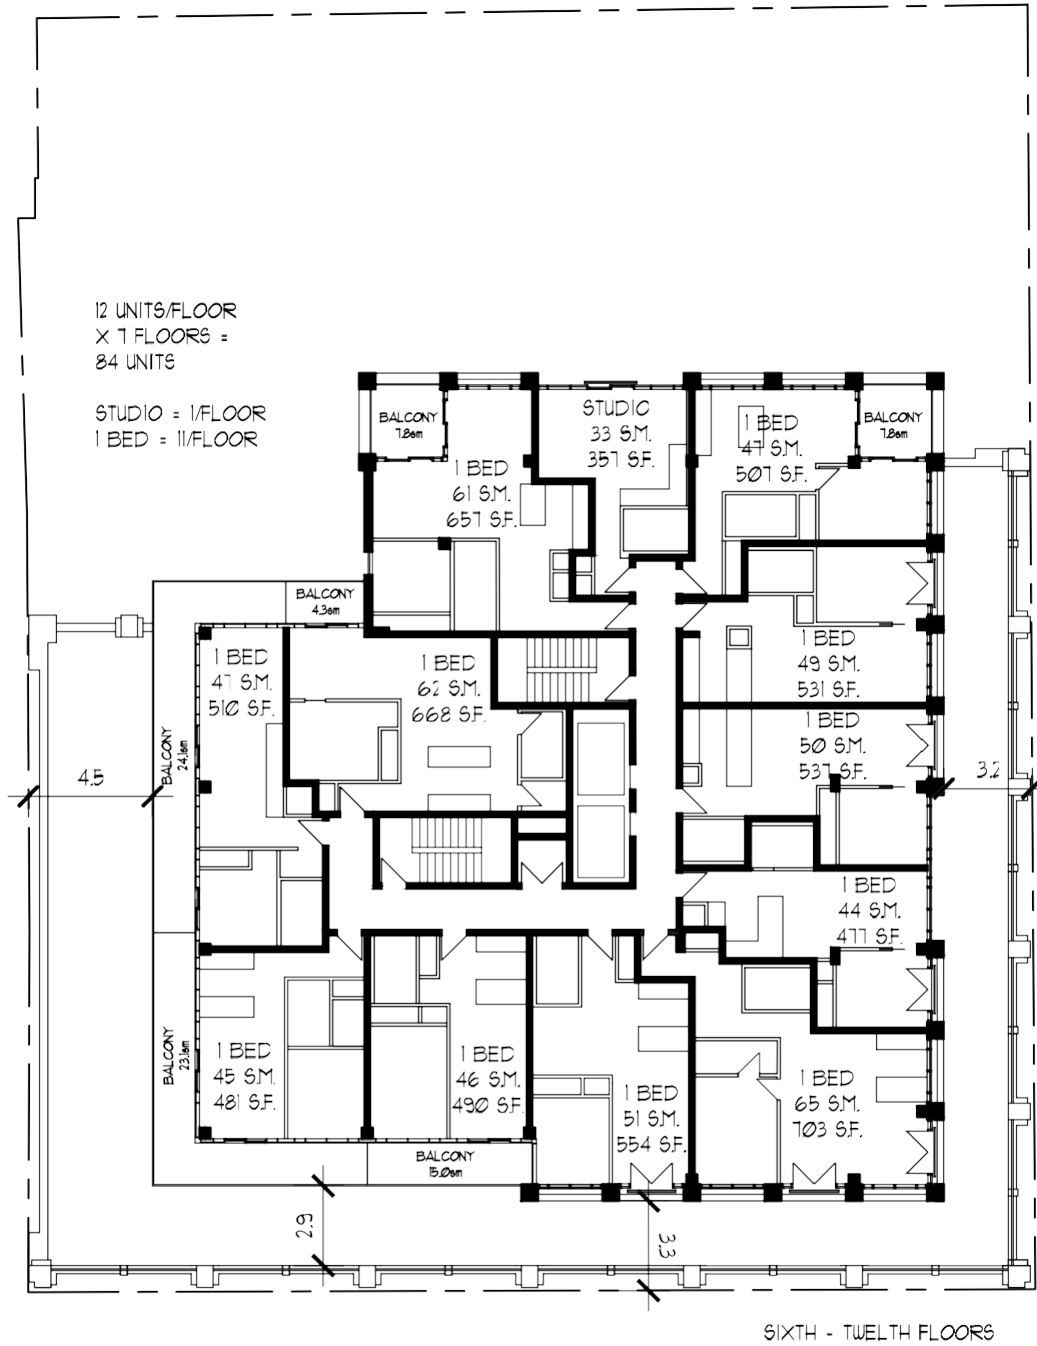 12 UNITS/FLOOR
X 7 FLOORS =
84 UNITS
STUDIO = 1/FLOOR
1 BED = 11/FLOOR
BALCONY
7.8sm
STUDIO
33 S.M.
357 S.F.
1 BED
47 S.M.
507 S.F.
BALCONY
7.8sm
1 BED
61 S.M.
657 S.F.
BALCONY
4.3sm
1 BED
47 S.M.
510 S.F.
1 BED
62 S.M.
668 S.F.
1 BED
49 S.M.
531 S.F.
BALCONY
24.1sm
1 BED
50 S.M.
537 S.F.
4.5
3.2
1 BED
44 S.M.
477 S.F.
BALCONY
23.1sm
1 BED
45 S.M.
481 S.F.
1 BED
46 S.M.
490 S.F.
1 BED
51 S.M.
554 S.F.
1 BED
65 S.M.
703 S.F.
BALCONY
15.0sm
2.9
3.3
SIXTH - TWELTH FLOORS